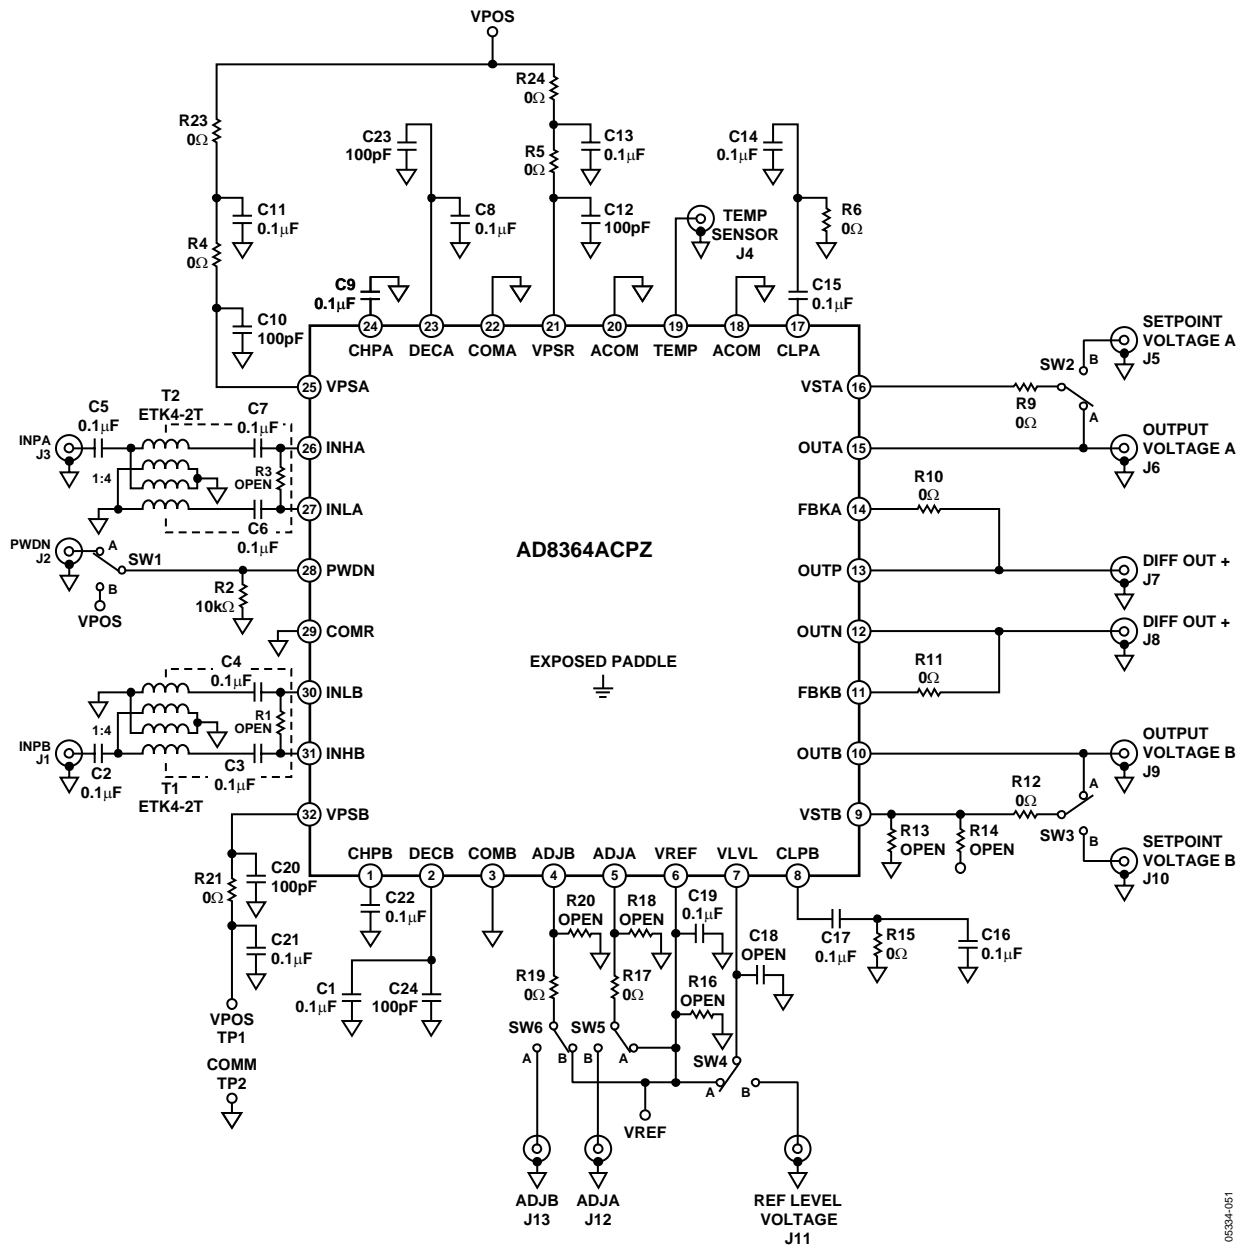 VPOS
R24
0Ω
R23
0Ω
C23
100pF
C13
0.1µF
R5
0Ω
C14
0.1µF
C11
0.1µF
R4
0Ω
C8
0.1µF
C12
100pF
TEMP
SENSOR
J4
R6
0Ω
C9
0.1µF
C15
0.1µF
C10
100pF
24
23
22
21
20
19
18
17
CHPA
DECA
COMA
VPSR
ACOM
TEMP
ACOM
CLPA
SETPOINT
VOLTAGE A
J5
SW2
B
A
25
VPSA
VSTA
16
R9
0Ω
T2
ETK4-2T
C5
0.1µF
C7
0.1µF
INPA
J3
26
INHA
OUTA
15
OUTPUT
VOLTAGE A
J6
1:4
R3
OPEN
R10
0Ω
27
INLA
FBKA
14
C6
0.1µF
PWDN
J2
A
SW1
B
VPOS
AD8364ACPZ
28
PWDN
OUTP
13
DIFF OUT +
J7
R2
10kΩ
29
COMR
OUTN
12
DIFF OUT +
J8
C4
0.1µF
EXPOSED PADDLE
R11
0Ω
30
INLB
FBKB
11
1:4
R1
OPEN
INPB
J1
31
INHB
OUTB
10
OUTPUT
VOLTAGE B
J9
C2
0.1µF
C3
0.1µF
T1
ETK4-2T
R12
0Ω
A
32
VPSB
VSTB
9
SW3
B
R13
OPEN
R14
OPEN
SETPOINT
VOLTAGE B
J10
CHPB
DECB
COMB
ADJB
ADJA
VREF
VLVL
CLPB
1
2
3
4
5
6
7
8
R21
0Ω
C20
100pF
C22
0.1µF
R20
OPEN
R18
OPEN
C19
0.1µF
C18
OPEN
C17
0.1µF
R15
0Ω
C16
0.1µF
C21
0.1µF
C1
0.1µF
C24
100pF
R19
0Ω
R17
0Ω
R16
OPEN
VPOS
TP1
SW6
A
B
SW5
B
A
SW4
A
B
COMM
TP2
VREF
ADJB
J13
ADJA
J12
REF LEVEL
VOLTAGE
J11
05334-051